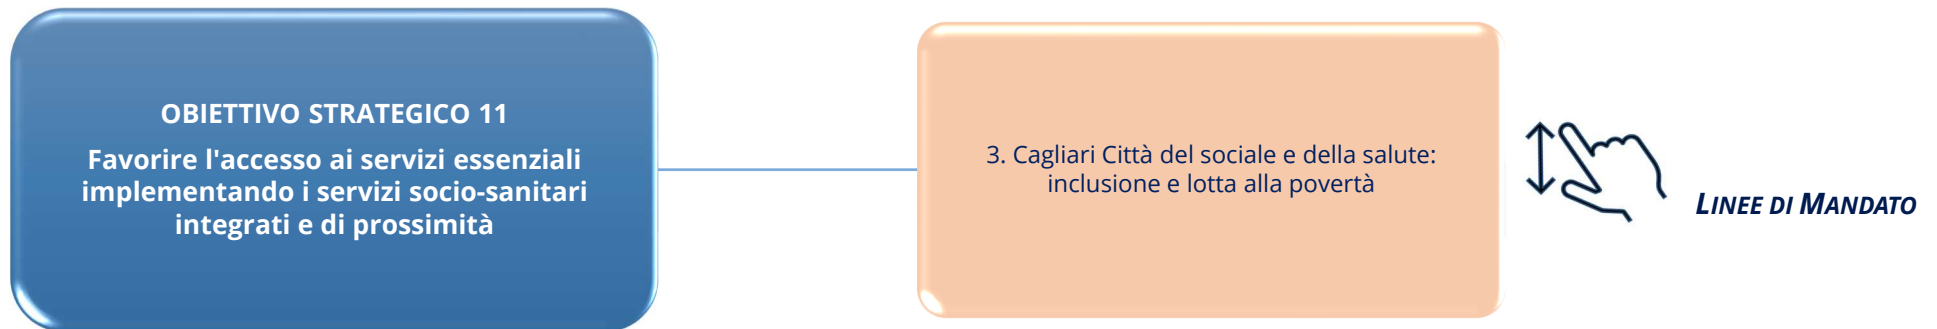 OBIETTIVO STRATEGICO 11
Favorire l'accesso ai servizi essenziali
implementando i servizi socio-sanitari
integrati e di prossimità
3. Cagliari Città del sociale e della salute:
inclusione e lotta alla povertà
LINEE DI MANDATO